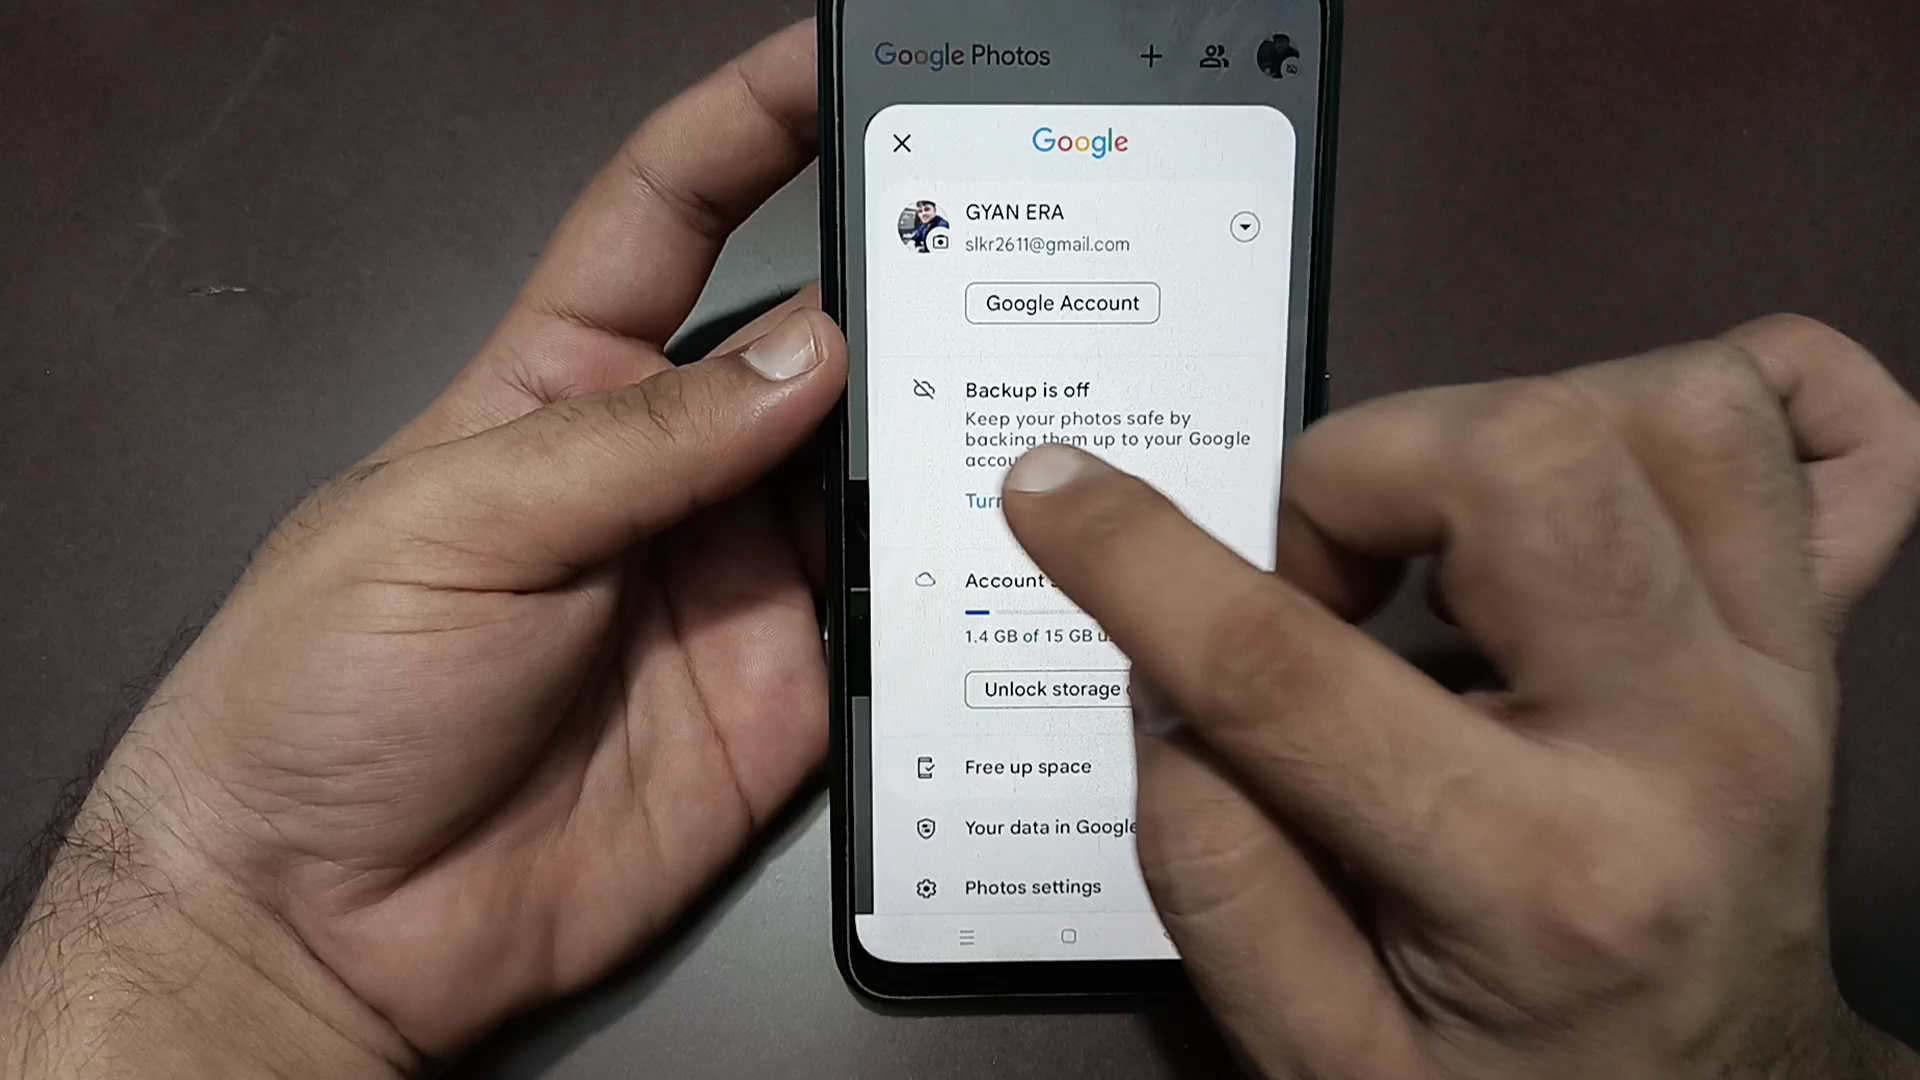 Google Photos
Google
GYAN ERA
slkr2611@gmail.com
Google Account
Backup is off
Keep your photos safe by
backing them up to your Google
Account
1.4 GB of 15 GB
Unlock storage
Free up space
Your data in Google
Photos settings